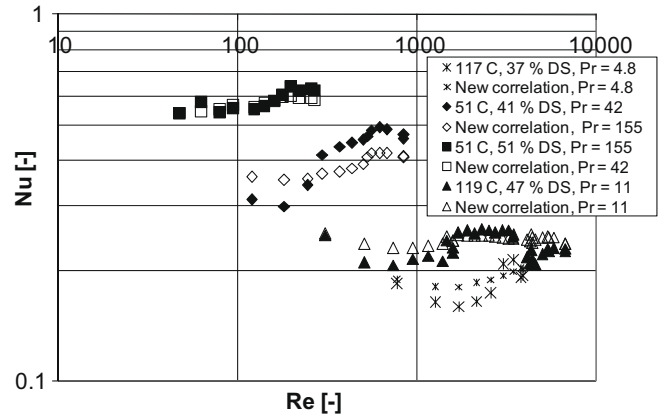 1
10
100
1000
10000
117 C, 37 % DS, Pr = 4.8
New correlation, Pr = 4.8
51 C, 41 % DS, Pr = 42
New correlation, Pr = 155
51 C, 51 % DS, Pr = 155
New correlation, Pr = 42
119 C, 47 % DS, Pr = 11
New correlation, Pr = 11
Nu [-]
0.1
Re [-]